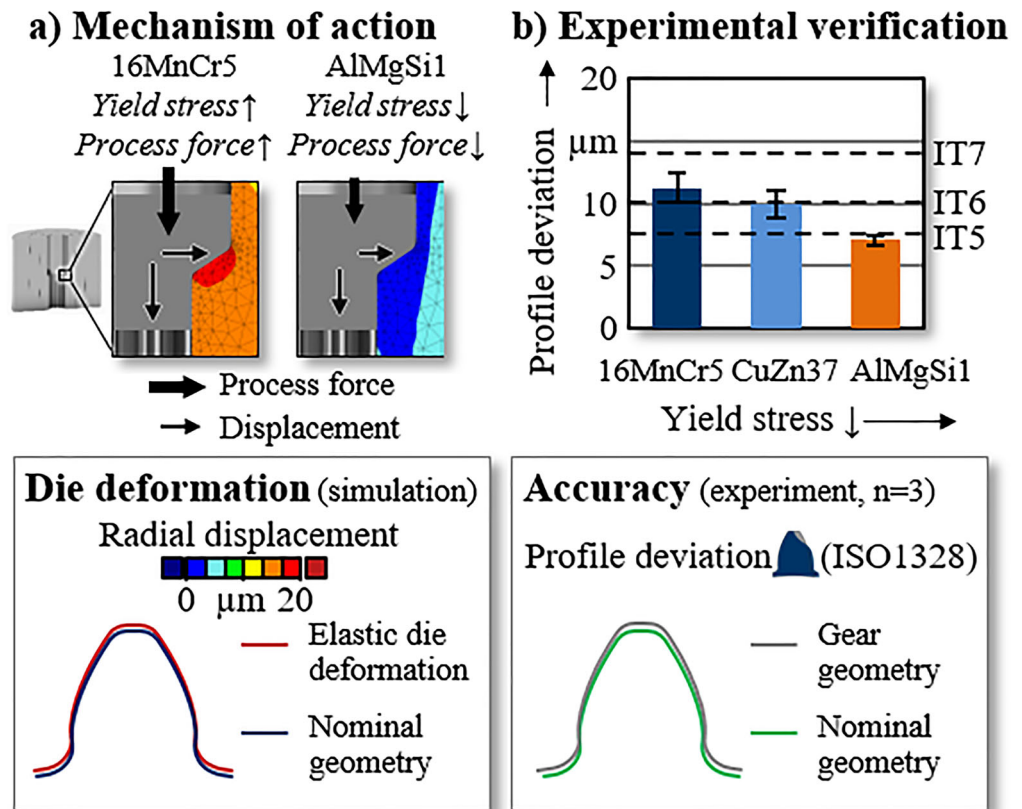 a) Mechanism of action
16MnCr5
Yield stress↑
Process force↑
AlMgSi1
Yield stress↓
Process force↓
Process force
Displacement
b) Experimental verification
Profile deviation
20
µm
10
5
0
IT7
IT6
IT5
16MnCr5 CuZn37 AlMgSi1
Yield stress ↓
Die deformation (simulation)
Radial displacement
0 µm 20
Elastic die
deformation
Nominal
geometry
Accuracy (experiment, n=3)
Profile deviation (ISO1328)
Gear
geometry
Nominal
geometry